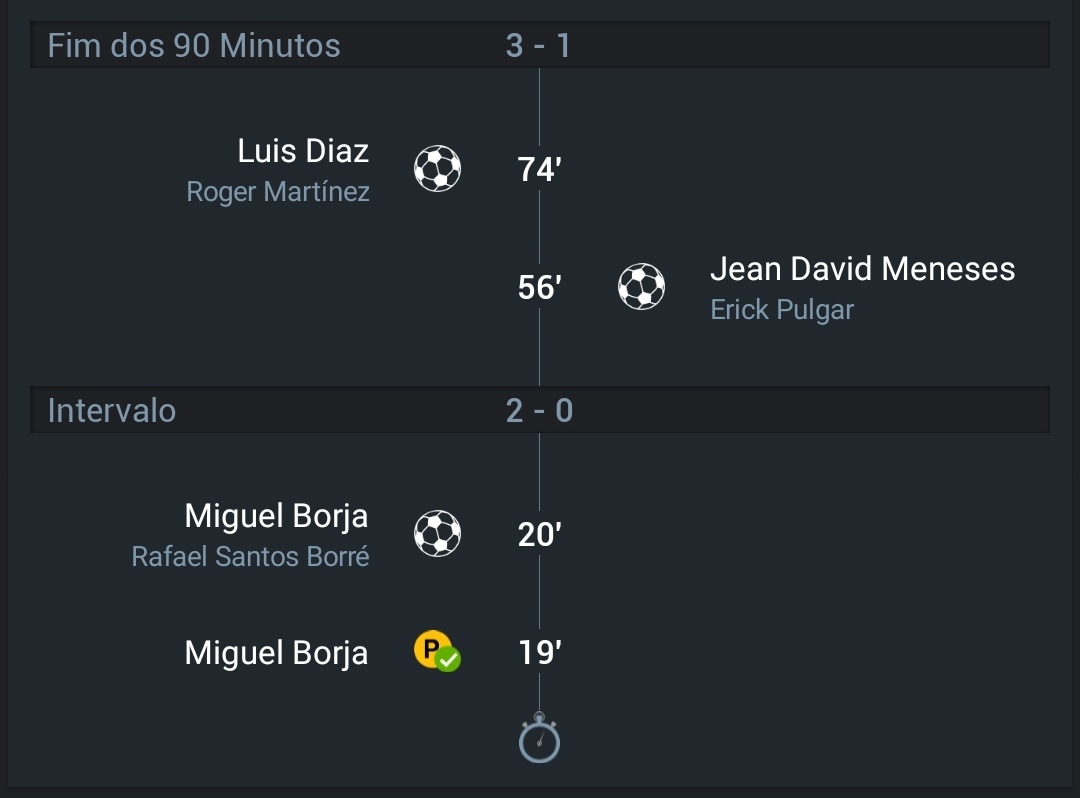 Fim dos 90 Minutos 3 - 1
Luis Diaz
Roger Martínez
74'
Jean David Meneses
Erick Pulgar
56'
Intervalo 2 - 0
Miguel Borja
Rafael Santos Borré
20'
Miguel Borja P 19'